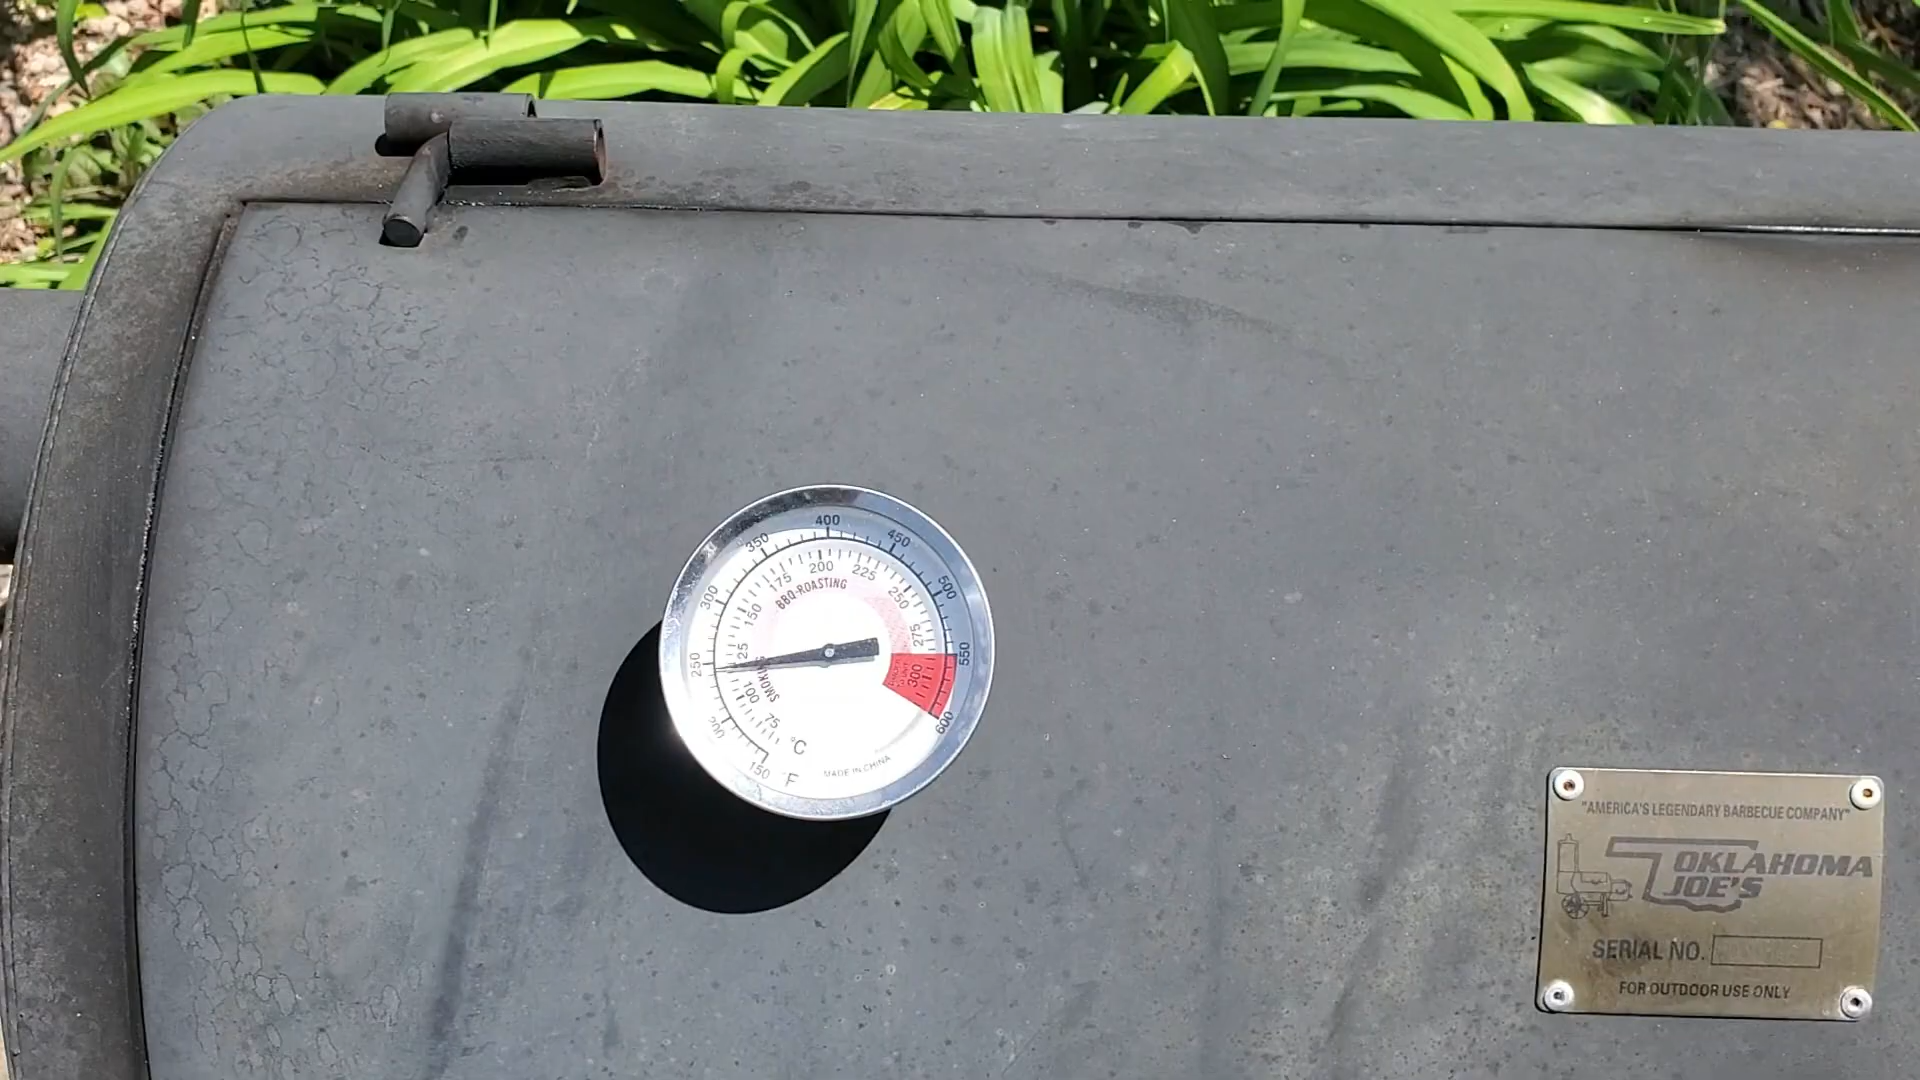 400
350
450
300
500
250
550
200
600
150
°F
200
175
225
150
250
275
100
300
75
°C
BBQ-ROASTING
SMOKING
MADE IN CHINA
"AMERICA'S LEGENDARY BARBECUE COMPANY"
OKLAHOMA
JOE'S
SERIAL NO.
FOR OUTDOOR USE ONLY